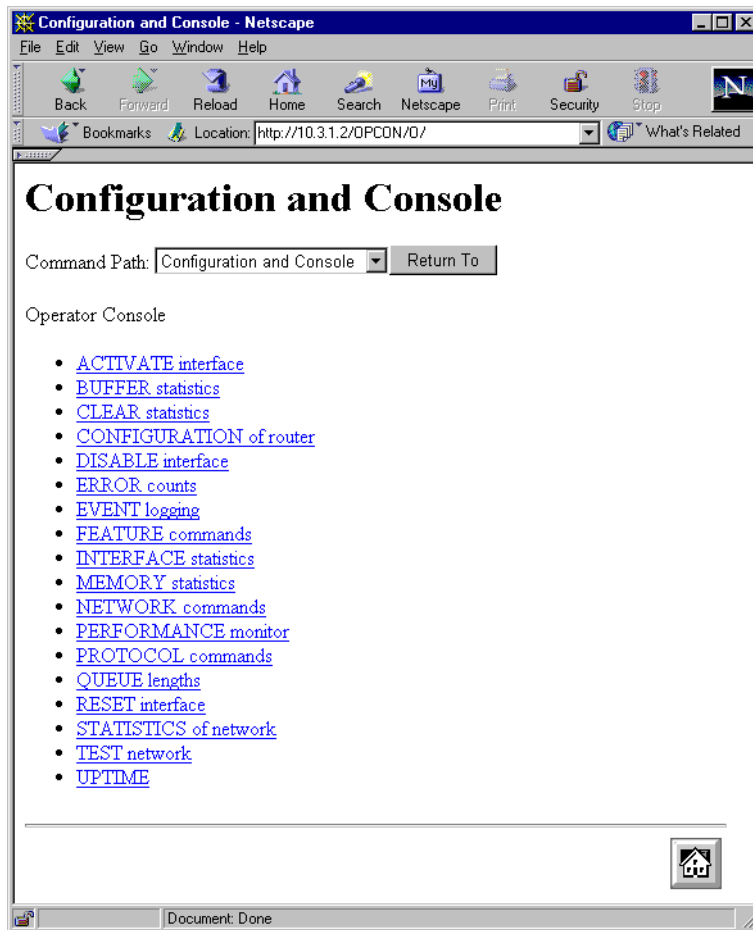 Configuration and Console - Netscape
File Edit View Go Window Help
Back Forward Reload Home Search Netscape Print Security Stop
My
N
Bookmarks Location: http://10.3.1.2/OPCON/O/ What's Related
Configuration and Console
Command Path: Configuration and Console Return To
Operator Console
ACTIVATE interface
BUFFER statistics
CLEAR statistics
CONFIGURATION of router
DISABLE interface
ERROR counts
EVENT logging
FEATURE commands
INTERFACE statistics
MEMORY statistics
NETWORK commands
PERFORMANCE monitor
PROTOCOL commands
QUEUE lengths
RESET interface
STATISTICS of network
TEST network
UPTIME
Document: Done